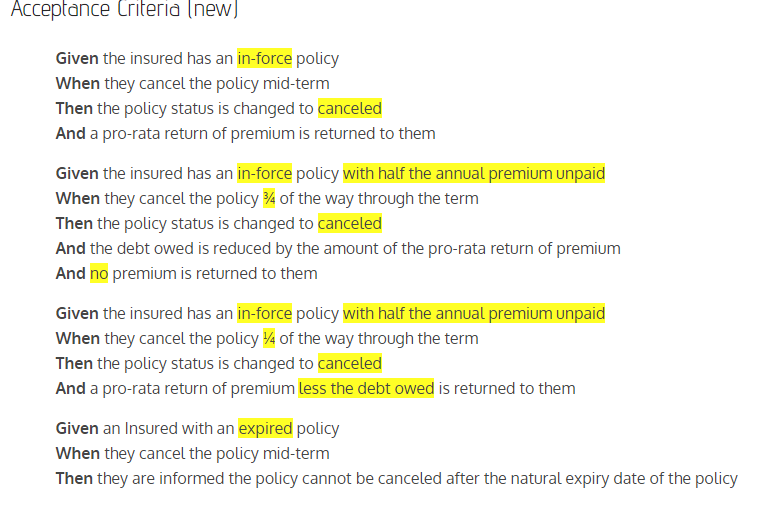 Acceptance Criteria (new)
Given the insured has an in-force policy
When they cancel the policy mid-term
Then the policy status is changed to canceled
And a pro-rata return of premium is returned to them
Given the insured has an in-force policy with half the annual premium unpaid
When they cancel the policy ¾ of the way through the term
Then the policy status is changed to canceled
And the debt owed is reduced by the amount of the pro-rata return of premium
And no premium is returned to them
Given the insured has an in-force policy with half the annual premium unpaid
When they cancel the policy ¼ of the way through the term
Then the policy status is changed to canceled
And a pro-rata return of premium less the debt owed is returned to them
Given an Insured with an expired policy
When they cancel the policy mid-term
Then they are informed the policy cannot be canceled after the natural expiry date of the policy